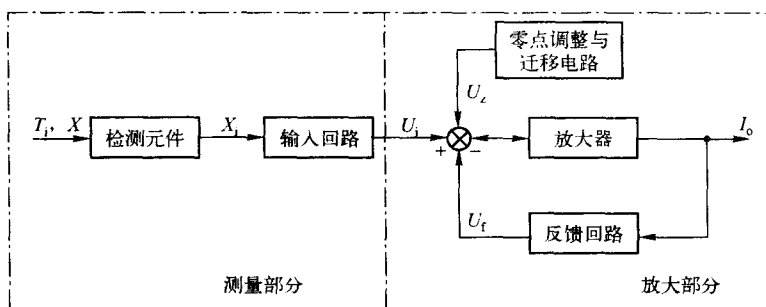 零点调整与
迁移电路
U_z
T_i, X
检测元件
X_i
输入回路
U_i
+
−
放大器
I_o
U_f
反馈回路
测量部分
放大部分